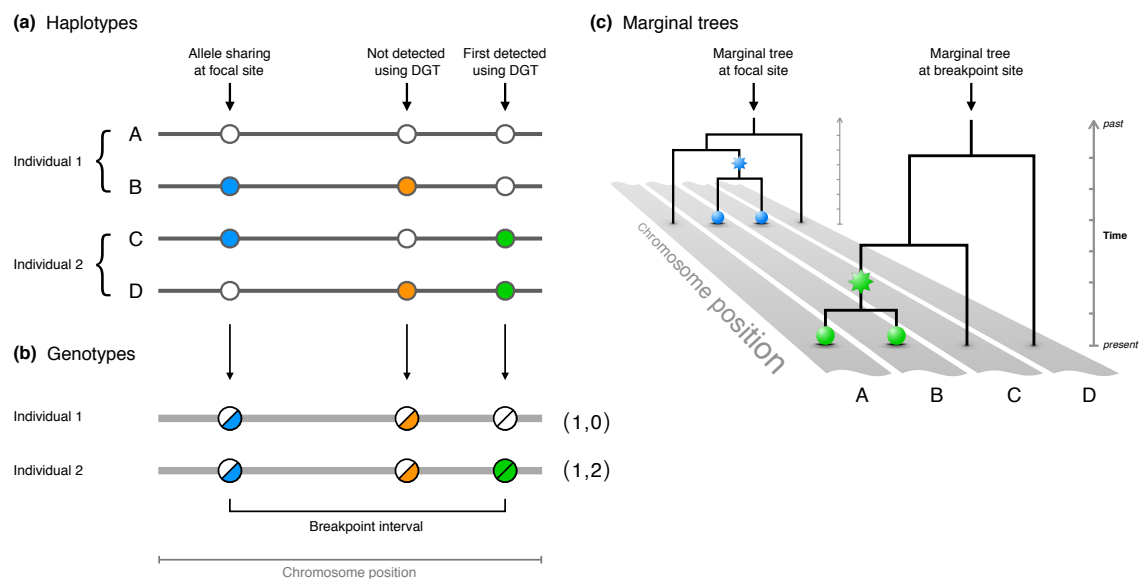 (a) Haplotypes
Allele sharing
at focal site
Not detected
using DGT
First detected
using DGT
Individual 1
A
B
Individual 2
C
D
(b) Genotypes
Individual 1
(1,0)
Individual 2
(1,2)
Breakpoint interval
Chromosome position
(c) Marginal trees
Marginal tree
at focal site
Marginal tree
at breakpoint site
past
Time
present
Chromosome position
A B C D